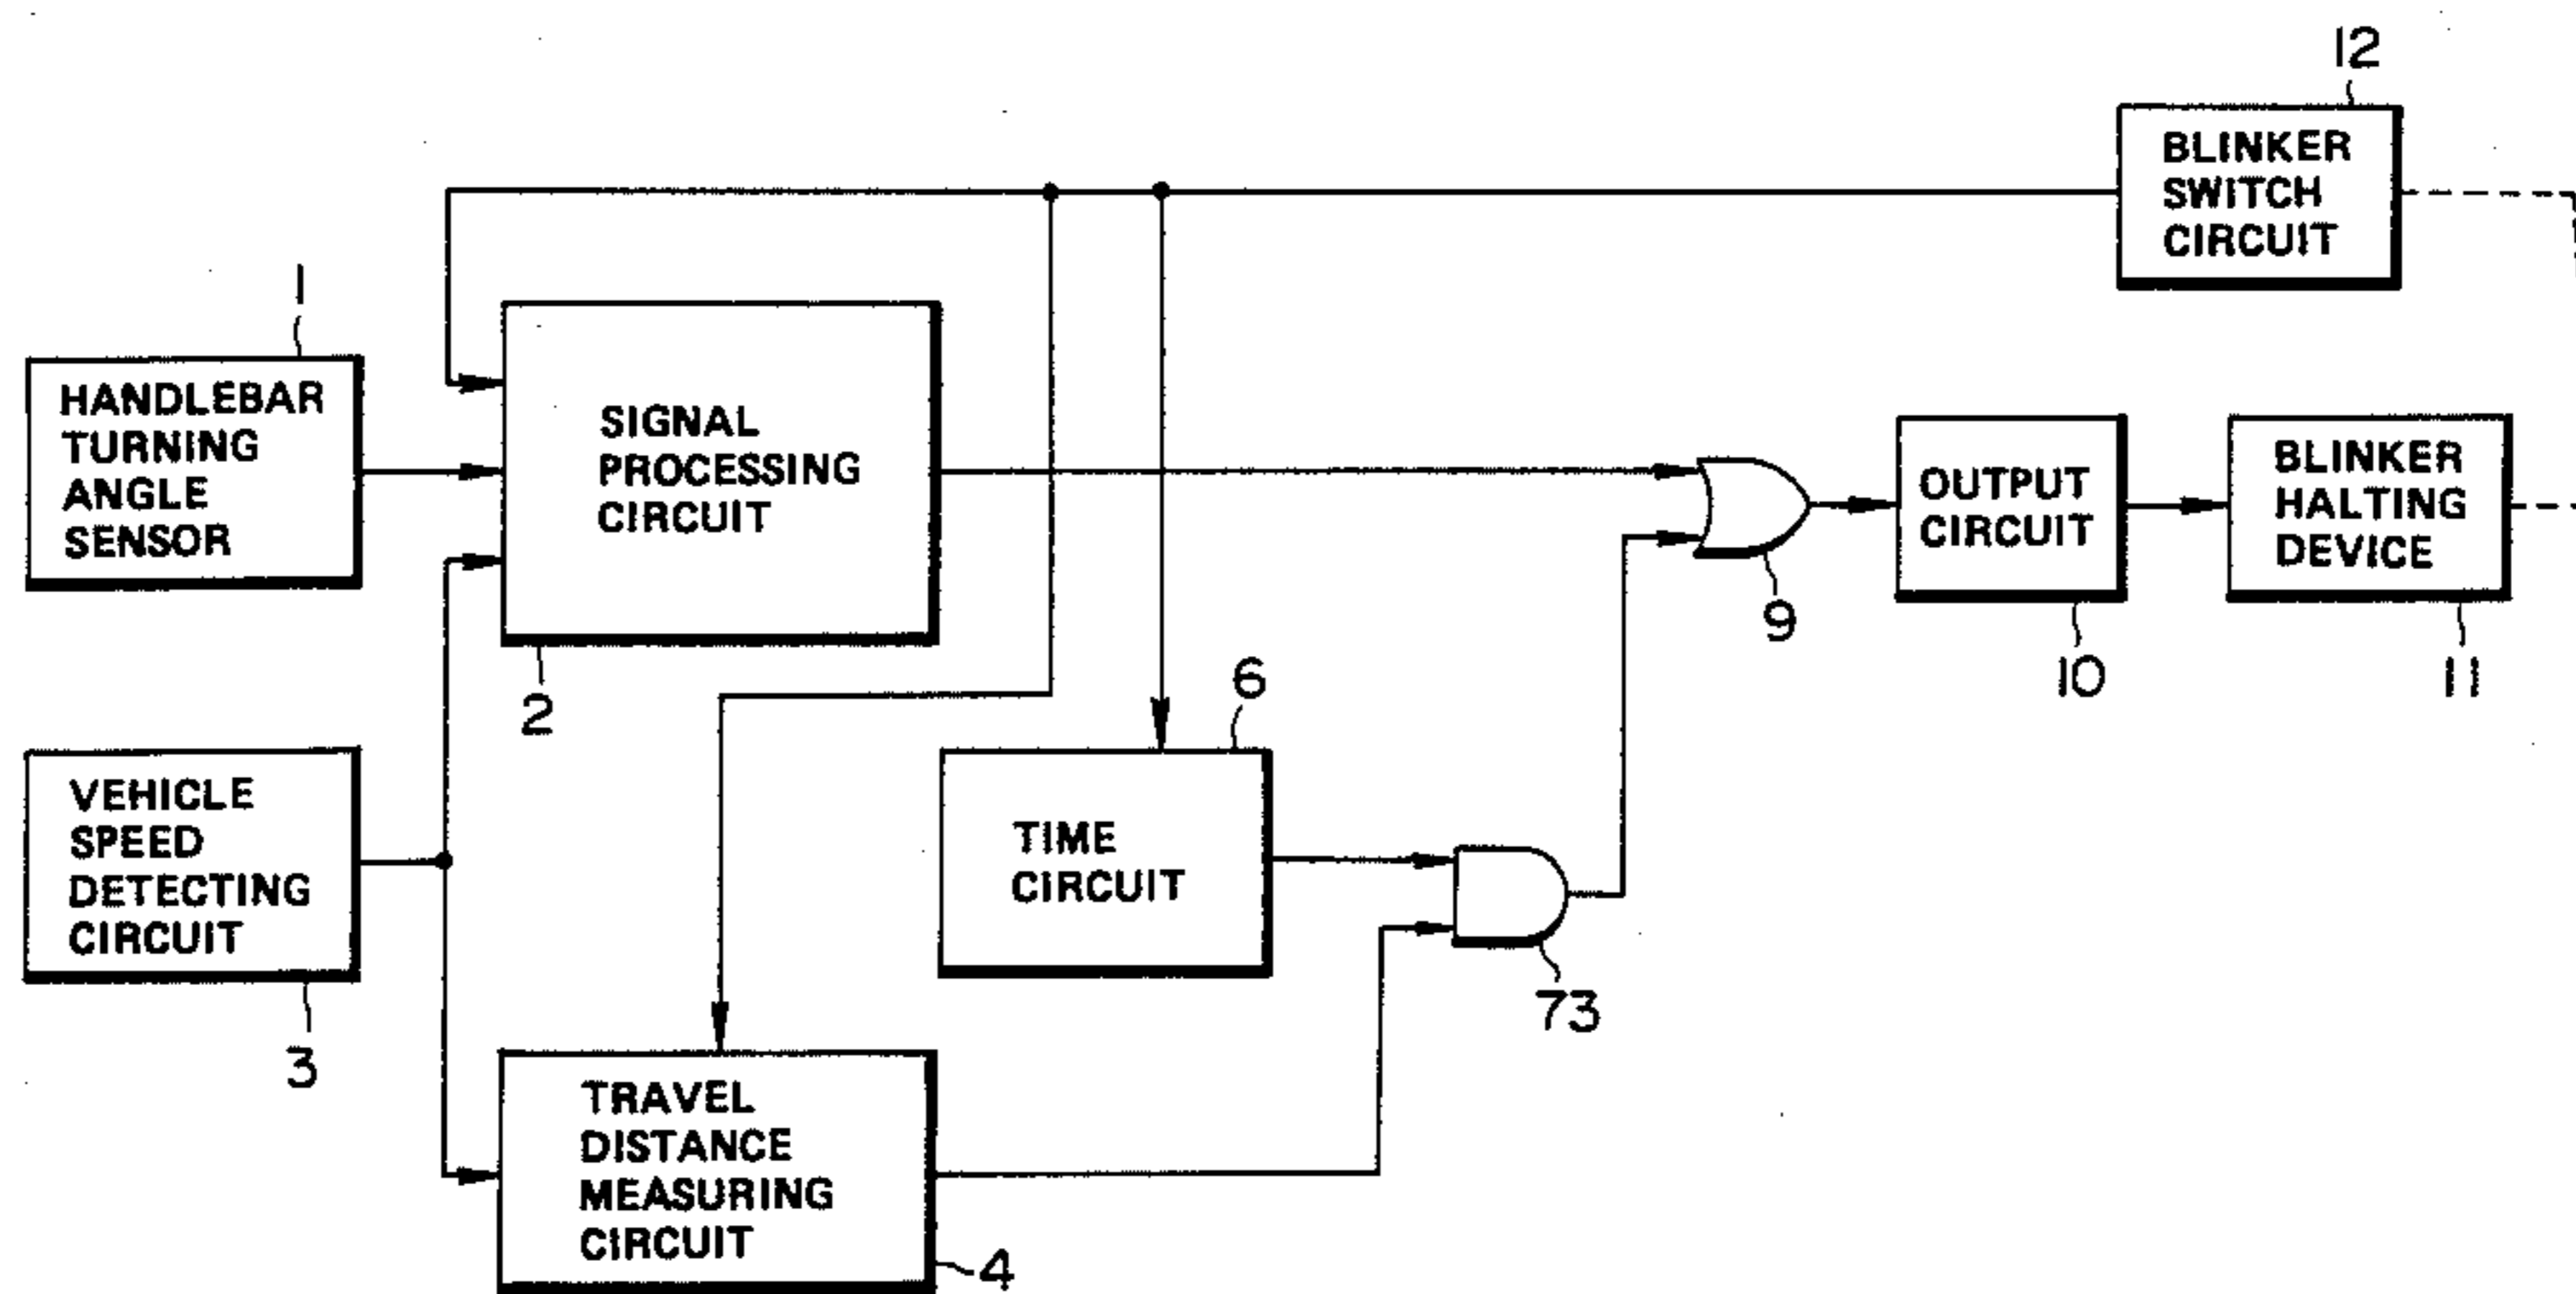 12
BLINKER
SWITCH
CIRCUIT
1
HANDLEBAR
TURNING
ANGLE
SENSOR
SIGNAL
PROCESSING
CIRCUIT
2
9
OUTPUT
CIRCUIT
10
BLINKER
HALTING
DEVICE
11
VEHICLE
SPEED
DETECTING
CIRCUIT
3
6
TIME
CIRCUIT
73
TRAVEL
DISTANCE
MEASURING
CIRCUIT
4